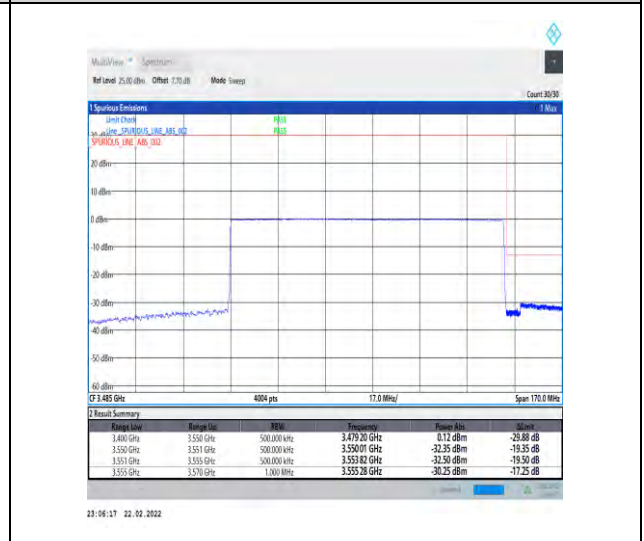 MultiView Spectrum
Ref Level 25.00 dBm Offset 7.70 dB Mode Sweep
Count 30/30
1 Spurious Emissions 1 Max
Limit Check PASS
30 dBm Line _SPURIOUS_LINE_ABS_002 PASS
SPURIOUS_LINE_ABS_002
20 dBm
10 dBm
0 dBm
-10 dBm
-20 dBm
-30 dBm
-40 dBm
-50 dBm
-60 dBm
CF 3.485 GHz 4004 pts 17.0 MHz/ Span 170.0 MHz
2 Result Summary
Range Low Range Up RBW Frequency Power Abs ΔLimit
3.400 GHz 3.550 GHz 500.000 kHz 3.479 20 GHz 0.12 dBm -29.88 dB
3.550 GHz 3.551 GHz 500.000 kHz 3.550 01 GHz -32.35 dBm -19.35 dB
3.551 GHz 3.555 GHz 500.000 kHz 3.553 82 GHz -32.50 dBm -19.50 dB
3.555 GHz 3.570 GHz 1.000 MHz 3.555 28 GHz -30.25 dBm -17.25 dB
23:06:17 22.02.2022